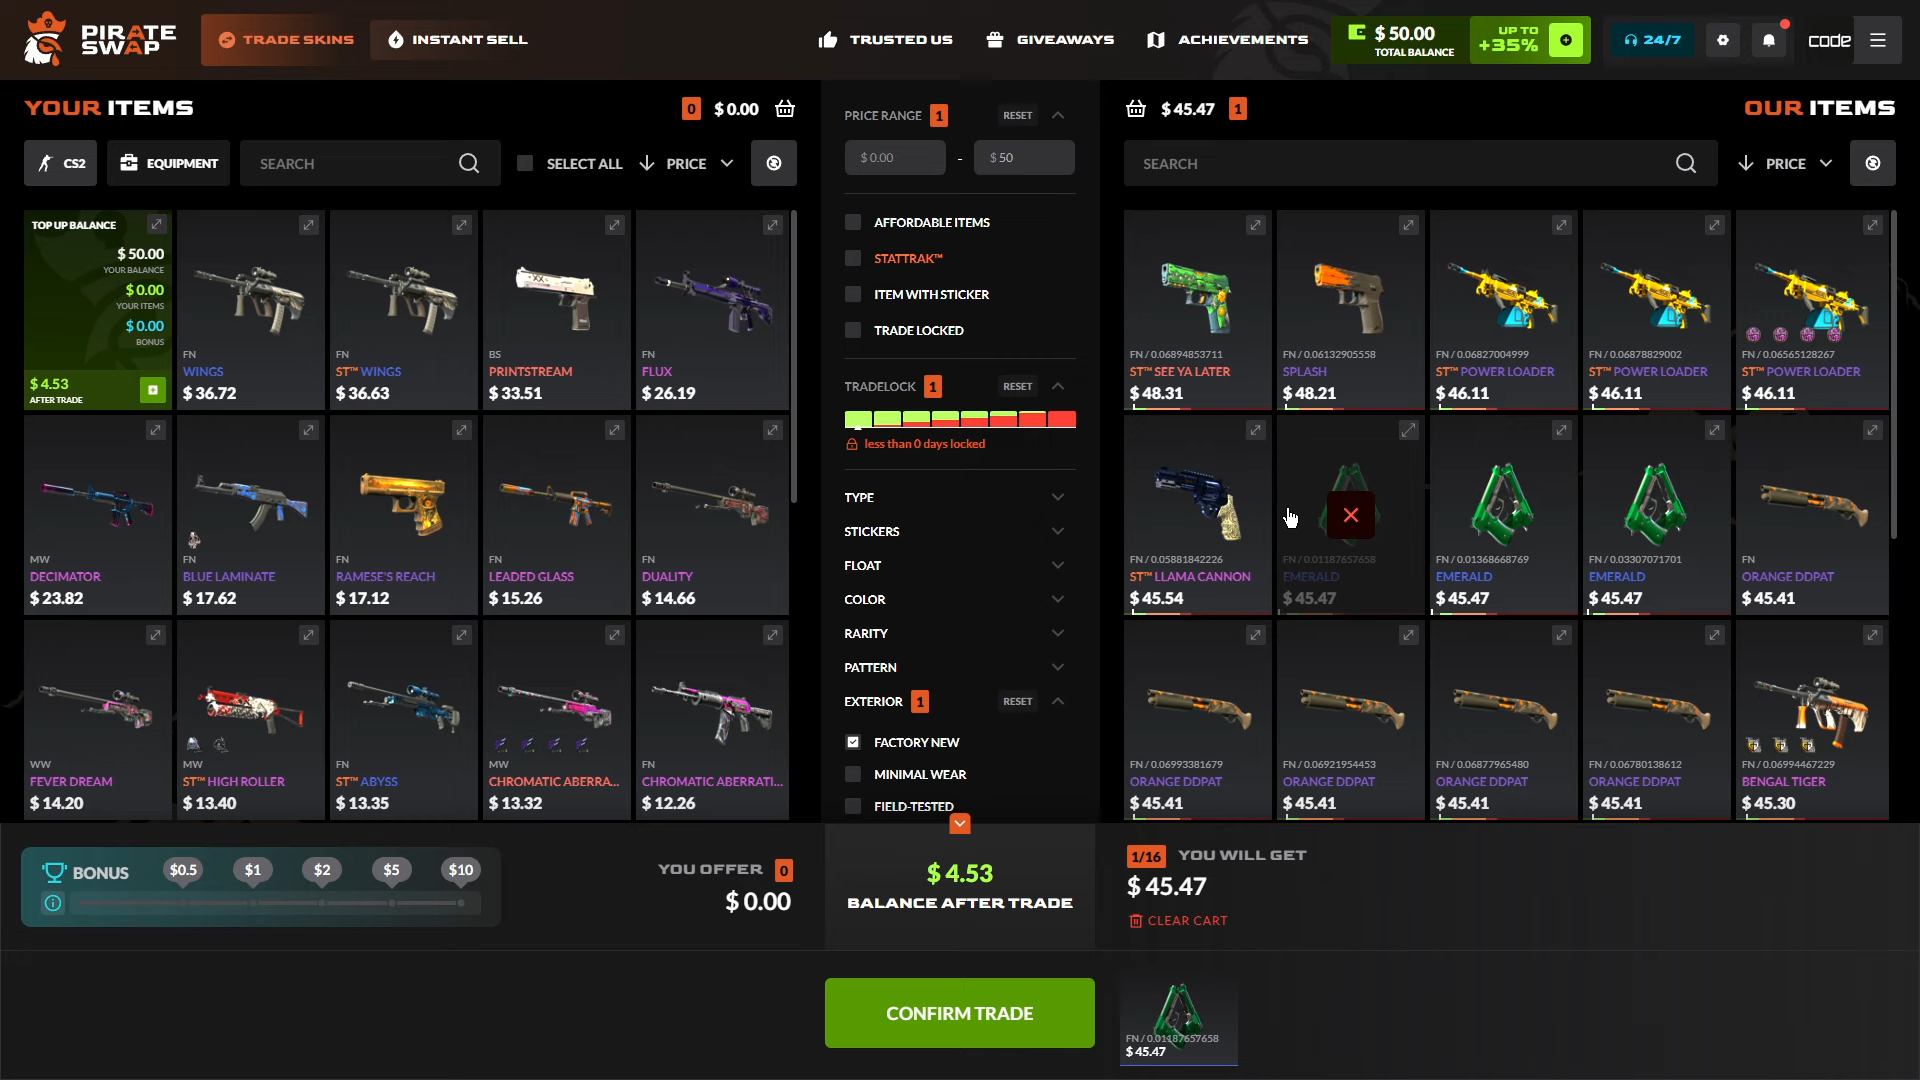 PIRATE
SWAP
TRADE SKINS
INSTANT SELL
TRUSTED US
GIVEAWAYS
ACHIEVEMENTS
$ 50.00
TOTAL BALANCE
UP TO
+35%
24/7
code
YOUR ITEMS
0 $ 0.00
CS2
EQUIPMENT
SEARCH
SELECT ALL
PRICE
TOP UP BALANCE
$ 50.00
YOUR BALANCE
$ 0.00
YOUR ITEMS
$ 0.00
BONUS
$ 4.53
AFTER TRADE
FN
WINGS
$ 36.72
FN
ST™ WINGS
$ 36.63
BS
PRINTSTREAM
$ 33.51
FN
FLUX
$ 26.19
MW
DECIMATOR
$ 23.82
FN
BLUE LAMINATE
$ 17.62
FN
RAMESE'S REACH
$ 17.12
FN
LEADED GLASS
$ 15.26
FN
DUALITY
$ 14.66
WW
FEVER DREAM
$ 14.20
MW
ST™ HIGH ROLLER
$ 13.40
FN
ST™ ABYSS
$ 13.35
MW
CHROMATIC ABERRA...
$ 13.32
FN
CHROMATIC ABERRATI...
$ 12.26
PRICE RANGE 1 RESET
$ 0.00 - $ 50
AFFORDABLE ITEMS
STATTRAK™
ITEM WITH STICKER
TRADE LOCKED
TRADELOCK 1 RESET
less than 0 days locked
TYPE
STICKERS
FLOAT
COLOR
RARITY
PATTERN
EXTERIOR 1 RESET
FACTORY NEW
MINIMAL WEAR
FIELD-TESTED
$ 45.47 1
OUR ITEMS
SEARCH
PRICE
FN / 0.06894853711
ST™ SEE YA LATER
$ 48.31
FN / 0.06132905558
SPLASH
$ 48.21
FN / 0.06827004999
ST™ POWER LOADER
$ 46.11
FN / 0.06878829002
ST™ POWER LOADER
$ 46.11
FN / 0.06565128267
ST™ POWER LOADER
$ 46.11
FN / 0.05881842226
ST™ LLAMA CANNON
$ 45.54
FN / 0.01187657658
EMERALD
$ 45.47
FN / 0.01368668769
EMERALD
$ 45.47
FN / 0.03307071701
EMERALD
$ 45.47
FN
ORANGE DDPAT
$ 45.41
FN / 0.06993381679
ORANGE DDPAT
$ 45.41
FN / 0.06921954453
ORANGE DDPAT
$ 45.41
FN / 0.06877965480
ORANGE DDPAT
$ 45.41
FN / 0.06780138612
ORANGE DDPAT
$ 45.41
FN / 0.06994467229
BENGAL TIGER
$ 45.30
BONUS
$0.5
$1
$2
$5
$10
YOU OFFER 0
$ 0.00
$ 4.53
BALANCE AFTER TRADE
1/16 YOU WILL GET
$ 45.47
CLEAR CART
CONFIRM TRADE
FN / 0.01187657658
$ 45.47